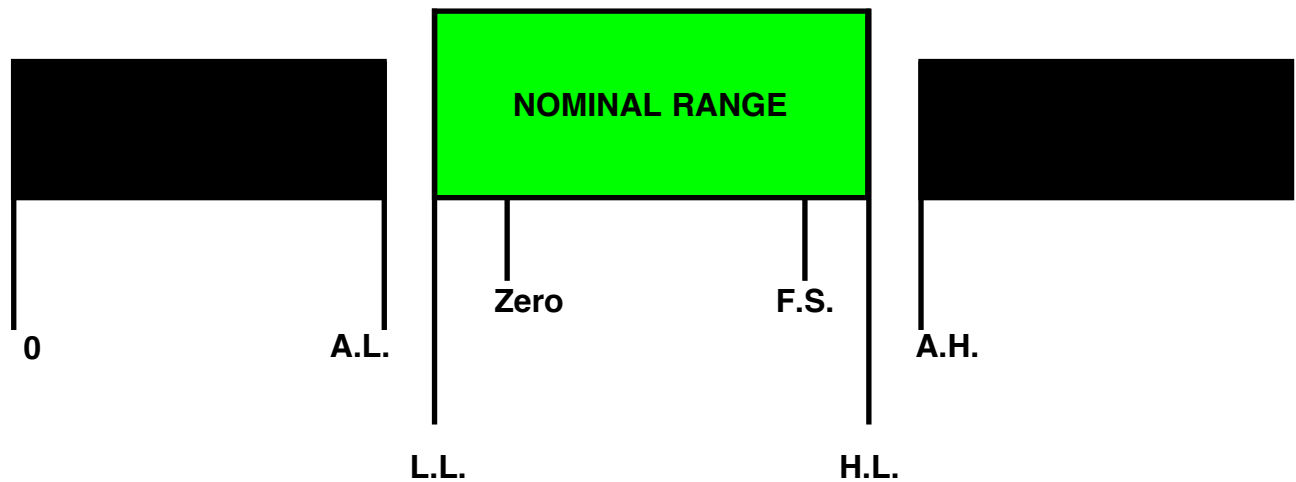 NOMINAL RANGE
Zero
F.S.
0
A.L.
A.H.
L.L.
H.L.